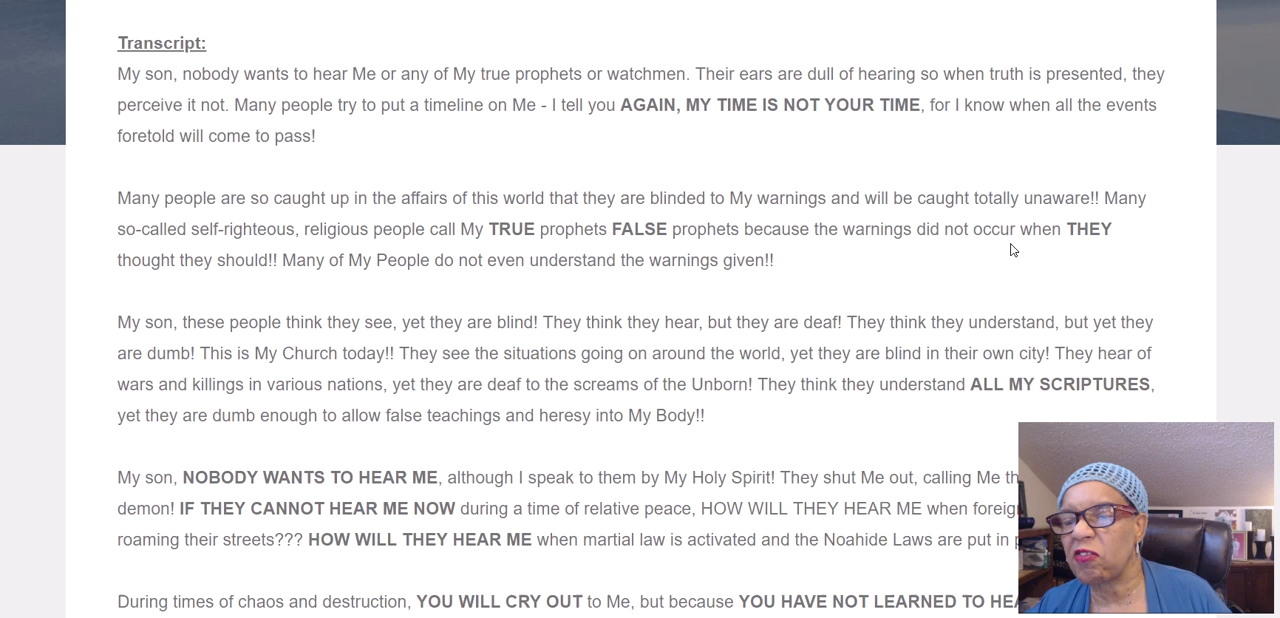 Transcript:
My son, nobody wants to hear Me or any of My true prophets or watchmen. Their ears are dull of hearing so when truth is presented, they
perceive it not. Many people try to put a timeline on Me - I tell you AGAIN, MY TIME IS NOT YOUR TIME, for I know when all the events
foretold will come to pass!
Many people are so caught up in the affairs of this world that they are blinded to My warnings and will be caught totally unaware!! Many
so-called self-righteous, religious people call My TRUE prophets FALSE prophets because the warnings did not occur when THEY
thought they should!! Many of My People do not even understand the warnings given!!
My son, these people think they see, yet they are blind! They think they hear, but they are deaf! They think they understand, but yet they
are dumb! This is My Church today!! They see the situations going on around the world, yet they are blind in their own city! They hear of
wars and killings in various nations, yet they are deaf to the screams of the Unborn! They think they understand ALL MY SCRIPTURES,
yet they are dumb enough to allow false teachings and heresy into My Body!!
My son, NOBODY WANTS TO HEAR ME, although I speak to them by My Holy Spirit! They shut Me out, calling Me
demon! IF THEY CANNOT HEAR ME NOW during a time of relative peace, HOW WILL THEY HEAR ME when
roaming their streets??? HOW WILL THEY HEAR ME when martial law is activated and the Noahide Laws are put in
During times of chaos and destruction, YOU WILL CRY OUT to Me, but because YOU HAVE NOT LEARNED TO